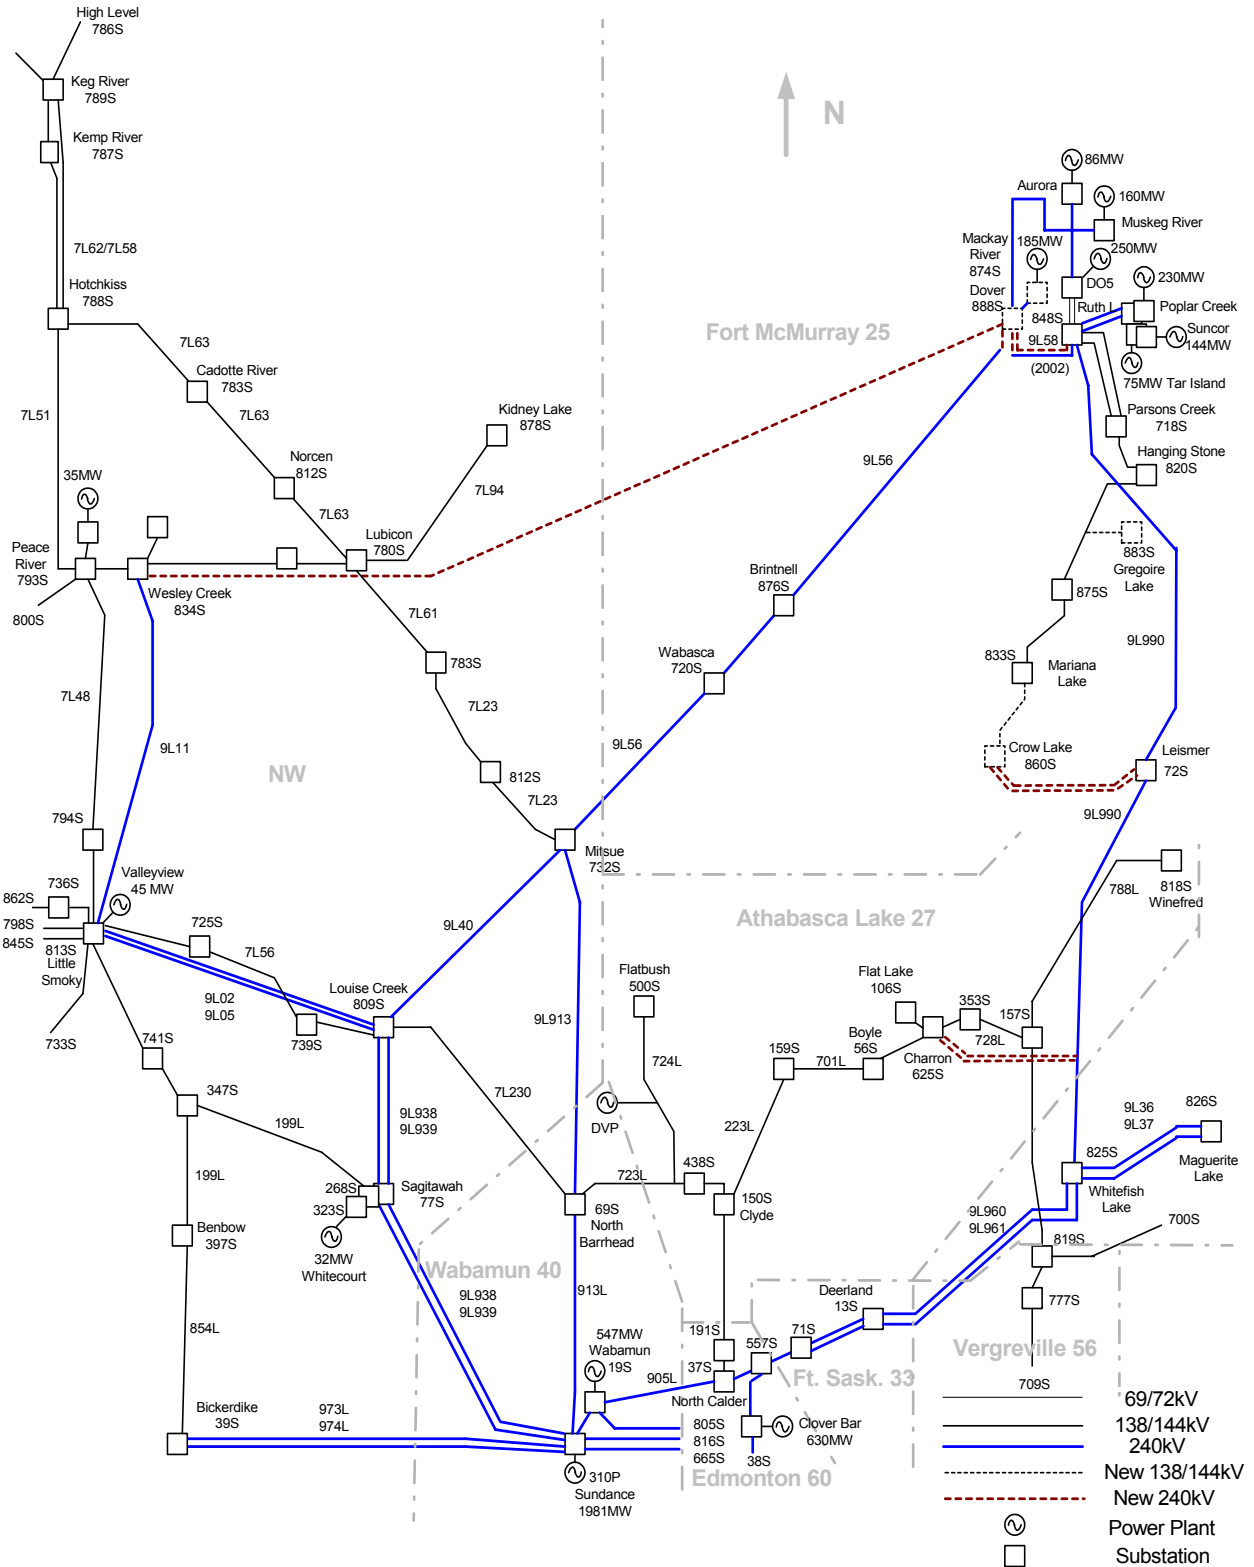 High Level
786S
Keg River
789S
Kemp River
787S
7L62/7L58
Hotchkiss
788S
7L63
Cadotte River
783S
7L63
7L51
Norcen
812S
7L63
35MW
Peace
River
793S
800S
Wesley Creek
834S
Lubicon
780S
Kidney Lake
878S
7L94
N
Fort McMurray 25
86MW
Aurora
160MW
Muskeg River
Mackay
River
874S
185MW
250MW
Dover
888S
DO5
230MW
Ruth L
848S
Poplar Creek
9L58
Suncor
144MW
(2002)
75MW Tar Island
Parsons Creek
718S
Hanging Stone
820S
9L56
883S
Gregoire
Lake
875S
Brintnell
876S
9L990
7L61
783S
Wabasca
720S
833S
Mariana
Lake
7L48
7L23
9L11
9L56
Crow Lake
860S
Leismer
72S
NW
812S
7L23
9L990
794S
Mitsue
732S
Valleyview
45 MW
736S
862S
798S
845S
813S
Little
Smoky
725S
7L56
788L
818S
Winefred
Athabasca Lake 27
9L40
Flatbush
500S
Flat Lake
106S
353S
157S
9L02
9L05
Louise Creek
809S
9L913
Boyle
56S
728L
733S
739S
741S
159S
701L
Charron
625S
724L
347S
9L938
9L939
7L230
DVP
223L
9L36
9L37
826S
199L
199L
438S
825S
Maguerite
Lake
723L
268S
Sagitawah
77S
323S
69S
North
Barrhead
150S
Clyde
Whitefish
Lake
9L960
9L961
700S
Benbow
397S
32MW
Whitecourt
819S
Wabamun 40
9L938
9L939
913L
Deerland
13S
777S
854L
547MW
Wabamun
19S
191S
71S
557S
Vergreville 56
37S
Ft. Sask. 33
905L
North Calder
709S
Bickerdike
39S
973L
974L
805S
816S
665S
Clover Bar
630MW
38S
Edmonton 60
310P
Sundance
1981MW
69/72kV
138/144kV
240kV
New 138/144kV
New 240kV
Power Plant
Substation